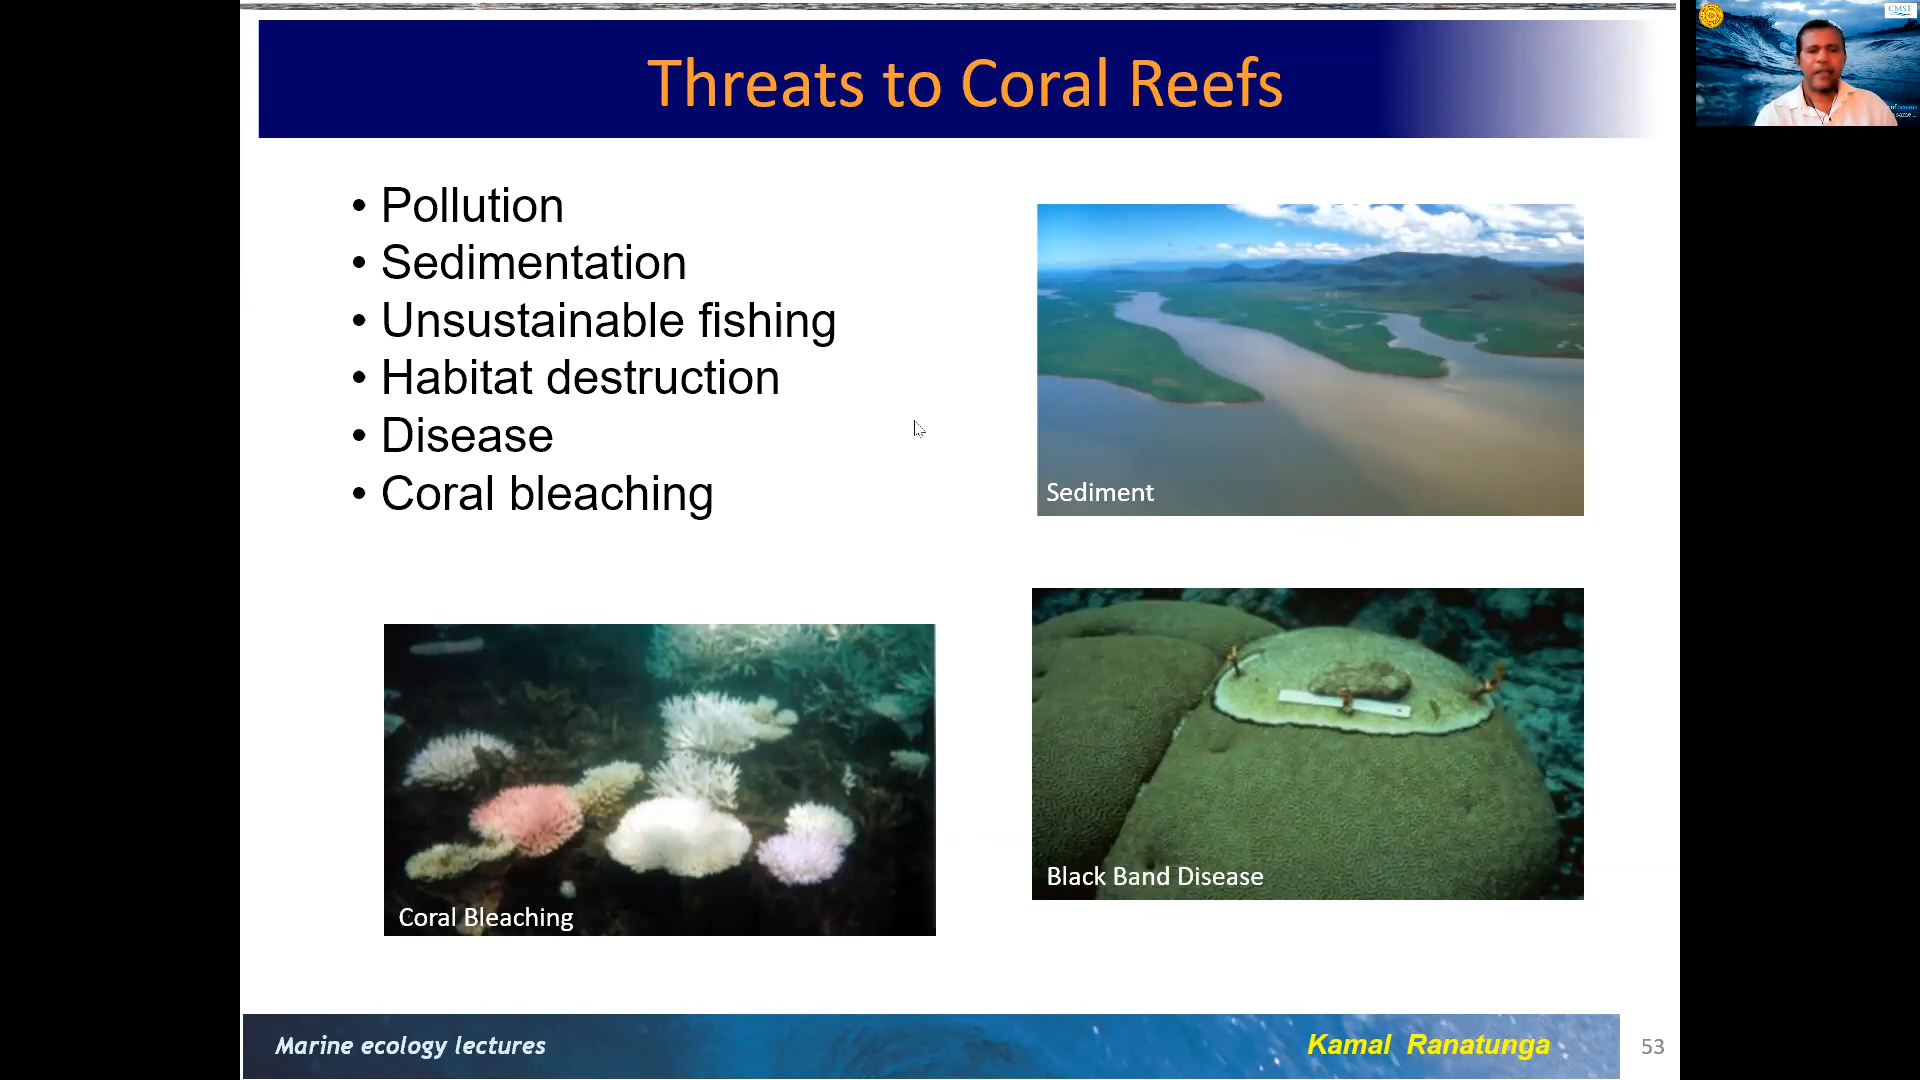 Threats to Coral Reefs
• Pollution
• Sedimentation
• Unsustainable fishing
• Habitat destruction
• Disease
• Coral bleaching
Sediment
Coral Bleaching
Black Band Disease
Marine ecology lectures
Kamal Ranatunga
53
CMST